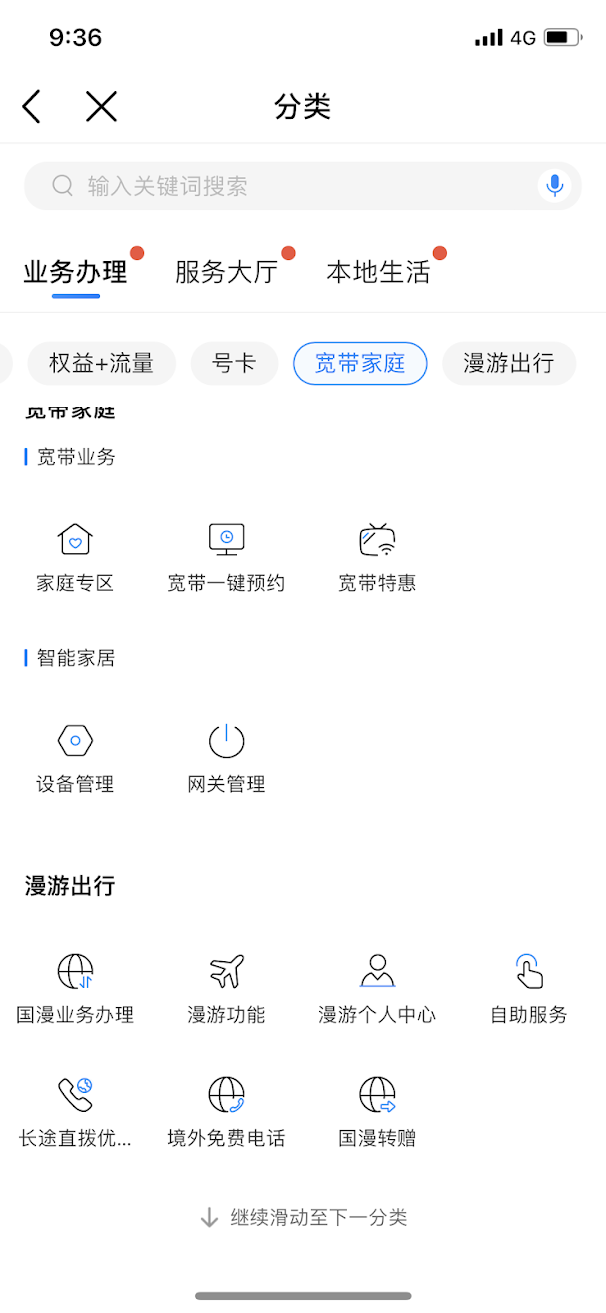 9:36
4G
分类
输入关键词搜索
业务办理 服务大厅 本地生活
权益+流量 号卡 宽带家庭 漫游出行
宽带家庭
宽带业务
家庭专区 宽带一键预约 宽带特惠
智能家居
设备管理 网关管理
漫游出行
国漫业务办理 漫游功能 漫游个人中心 自助服务
长途直拨优... 境外免费电话 国漫转赠
继续滑动至下一分类